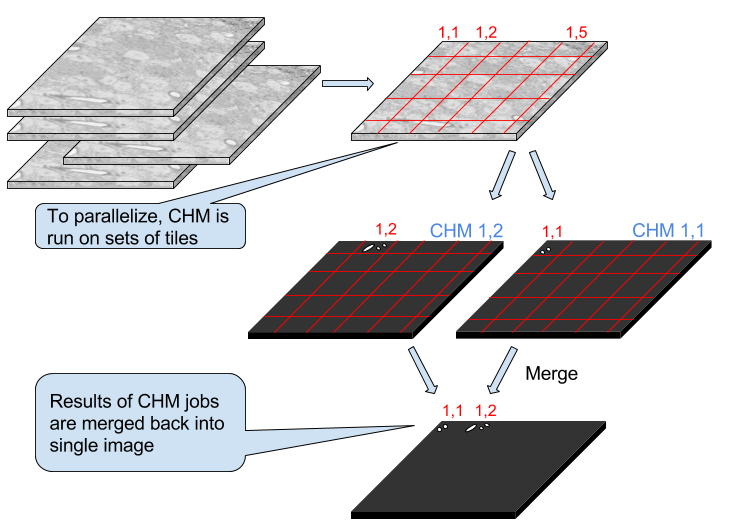 1,1 1,2 1,5
To parallelize, CHM is
run on sets of tiles
1,2 CHM 1,2
1,1 CHM 1,1
Merge
Results of CHM jobs
are merged back into
single image
1,1 1,2